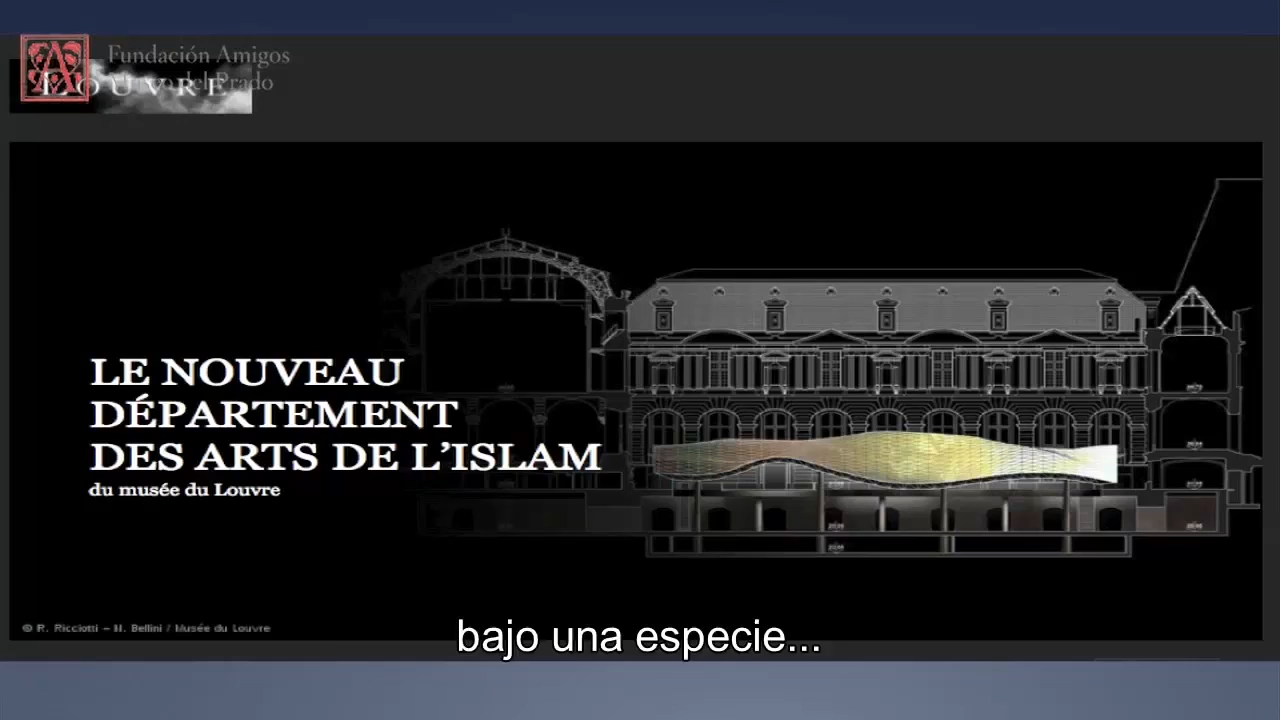 Fundación Amigos
LOUVRE
LE NOUVEAU
DÉPARTEMENT
DES ARTS DE L'ISLAM
du musée du Louvre
© R. Ricciotti – M. Bellini / Musée du Louvre
bajo una especie...